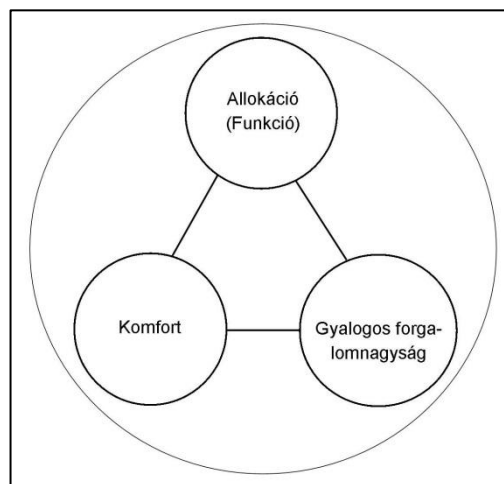 Allokáció
(Funkció)
Komfort
Gyalogos forga-
lomnagyság